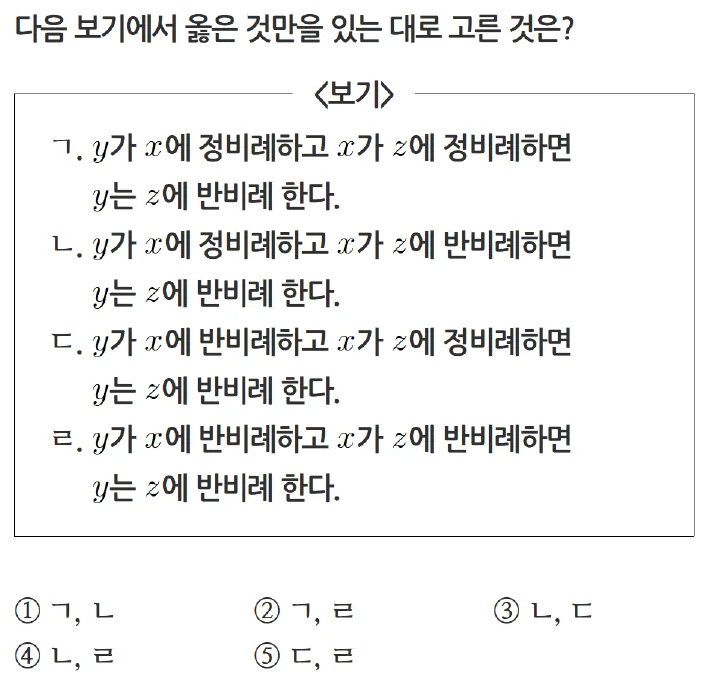 다음 보기에서 옳은 것만을 있는 대로 고른 것은?
<보기>
ㄱ. y가 x에 정비례하고 x가 z에 정비례하면
y는 z에 반비례 한다.
ㄴ. y가 x에 정비례하고 x가 z에 반비례하면
y는 z에 반비례 한다.
ㄷ. y가 x에 반비례하고 x가 z에 정비례하면
y는 z에 반비례 한다.
ㄹ. y가 x에 반비례하고 x가 z에 반비례하면
y는 z에 반비례 한다.
① ㄱ, ㄴ ② ㄱ, ㄹ ③ ㄴ, ㄷ
④ ㄴ, ㄹ ⑤ ㄷ, ㄹ